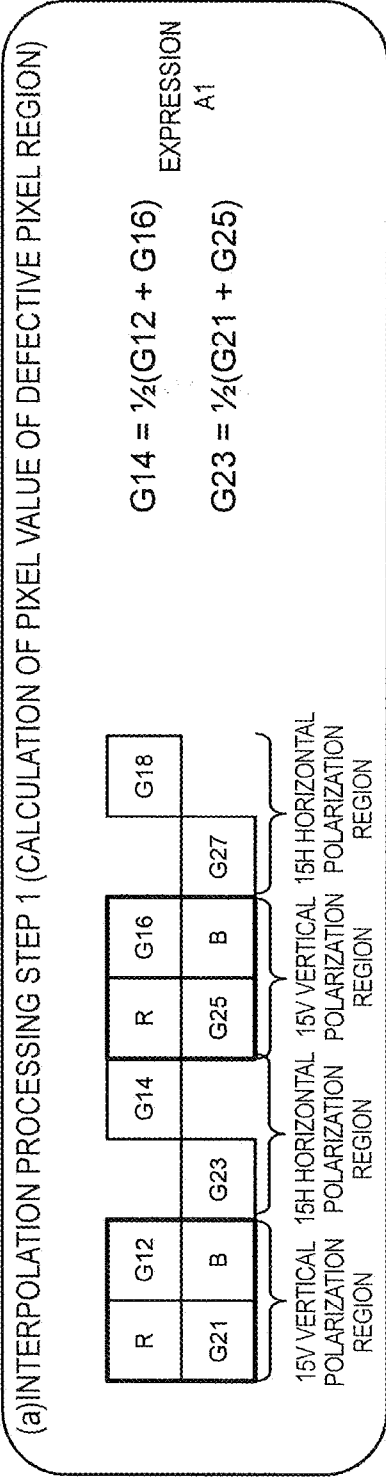 (a)INTERPOLATION PROCESSING STEP 1 (CALCULATION OF PIXEL VALUE OF DEFECTIVE PIXEL REGION)
R G12 G14 R G16 G18
G21 B G23 G25 B G27
15V VERTICAL POLARIZATION REGION
15H HORIZONTAL POLARIZATION REGION
15V VERTICAL POLARIZATION REGION
15H HORIZONTAL POLARIZATION REGION
G14 = ½(G12 + G16)
G23 = ½(G21 + G25)
EXPRESSION
A1